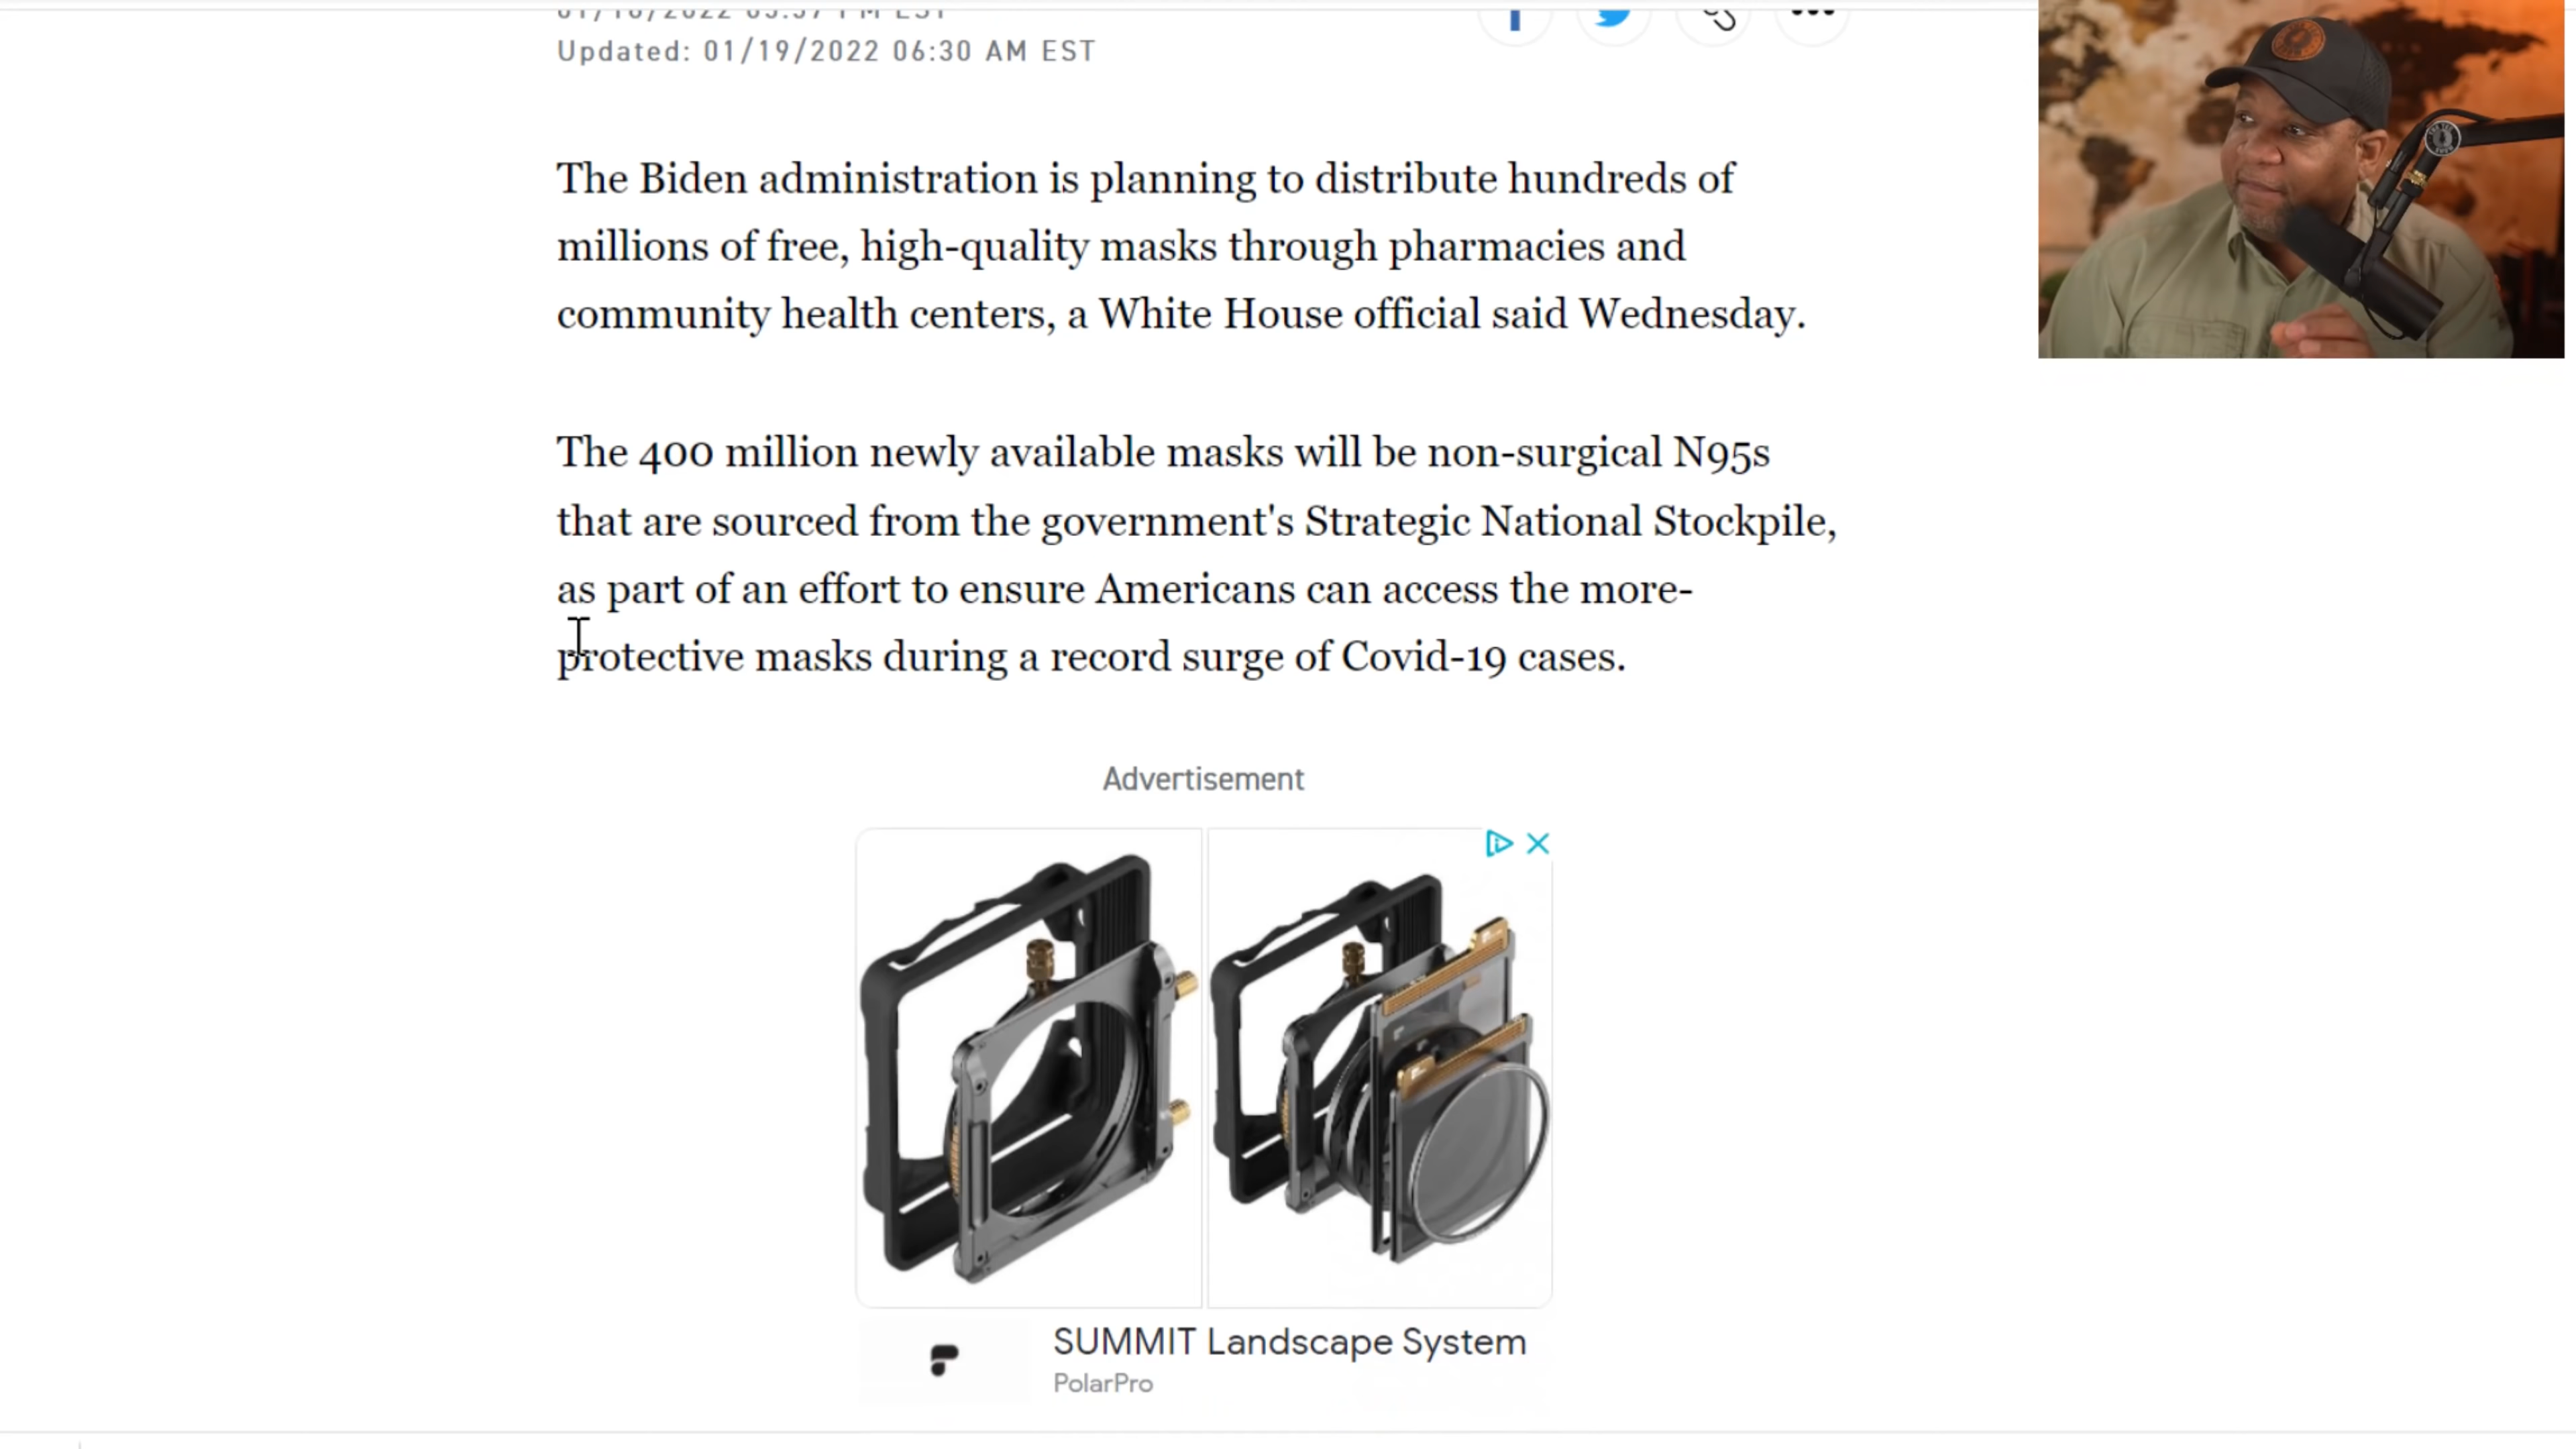 Updated: 01/19/2022 06:30 AM EST
The Biden administration is planning to distribute hundreds of
millions of free, high-quality masks through pharmacies and
community health centers, a White House official said Wednesday.
The 400 million newly available masks will be non-surgical N95s
that are sourced from the government's Strategic National Stockpile,
as part of an effort to ensure Americans can access the more-
protective masks during a record surge of Covid-19 cases.
Advertisement
SUMMIT Landscape System
PolarPro